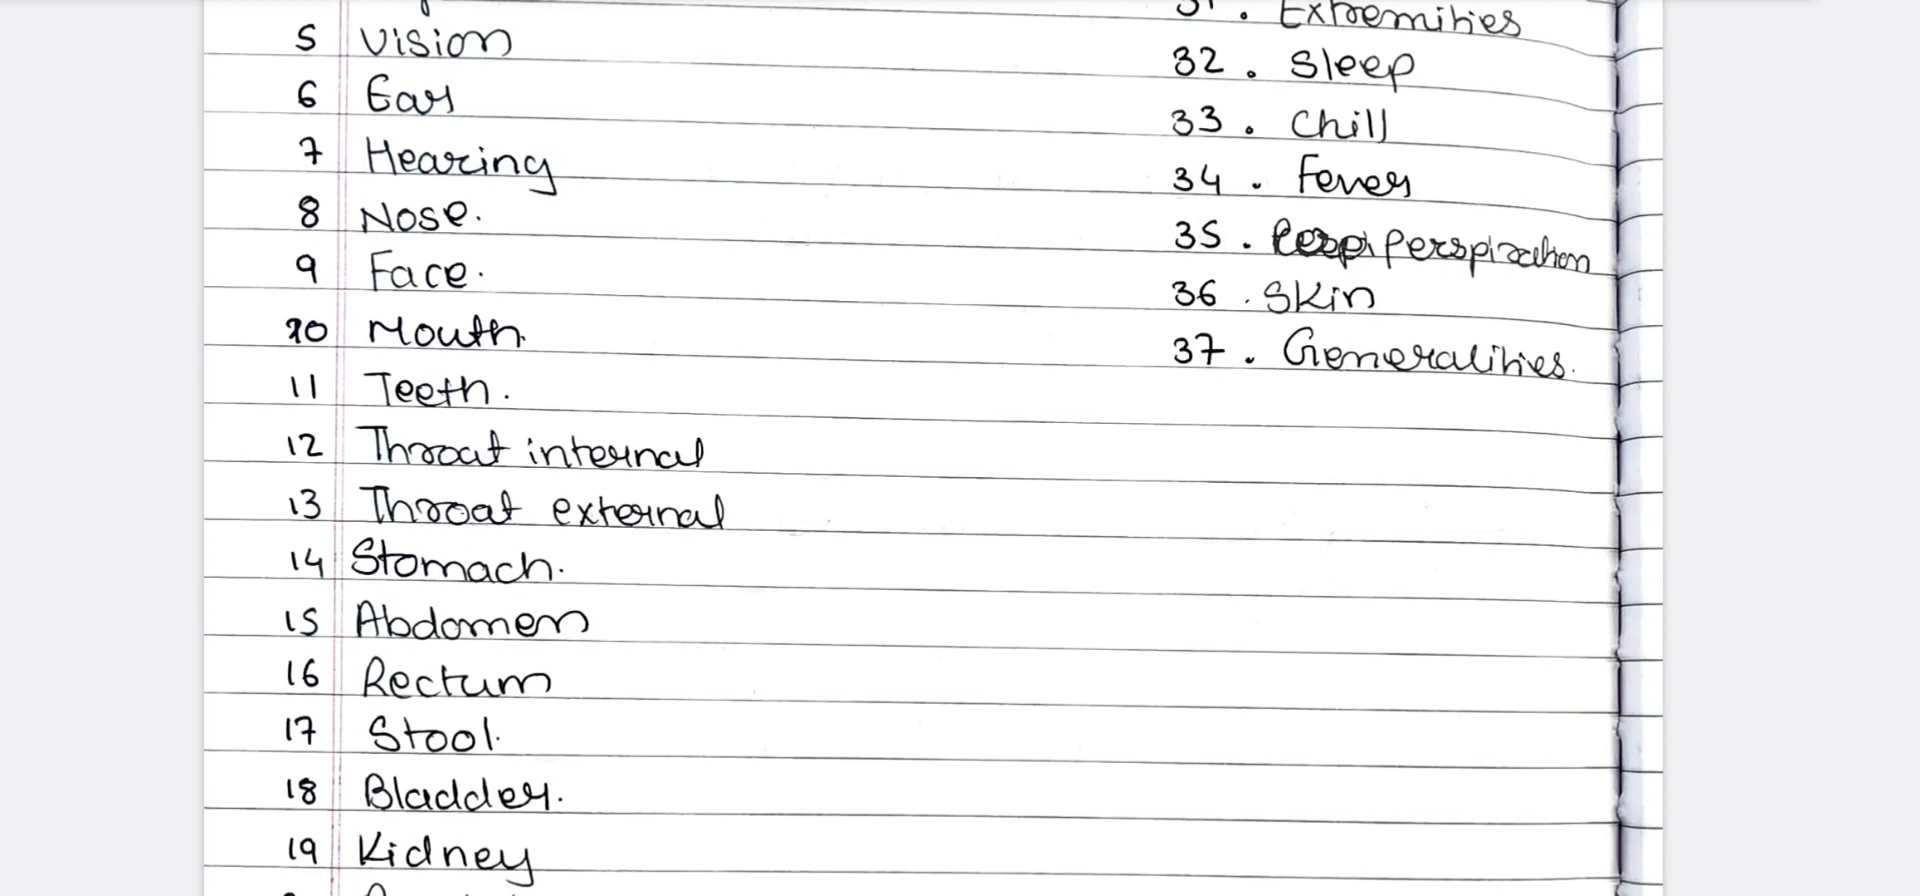 5 Vision
6 Ear
7 Hearing
8 Nose.
9 Face.
10 Mouth.
11 Teeth.
12 Throat internal
13 Throat external
14 Stomach.
15 Abdomen
16 Rectum
17 Stool.
18 Bladder.
19 Kidney
31. Extremities
32. Sleep
33. Chill
34. Fever
35. Perspiration
36. Skin
37. Generalities.